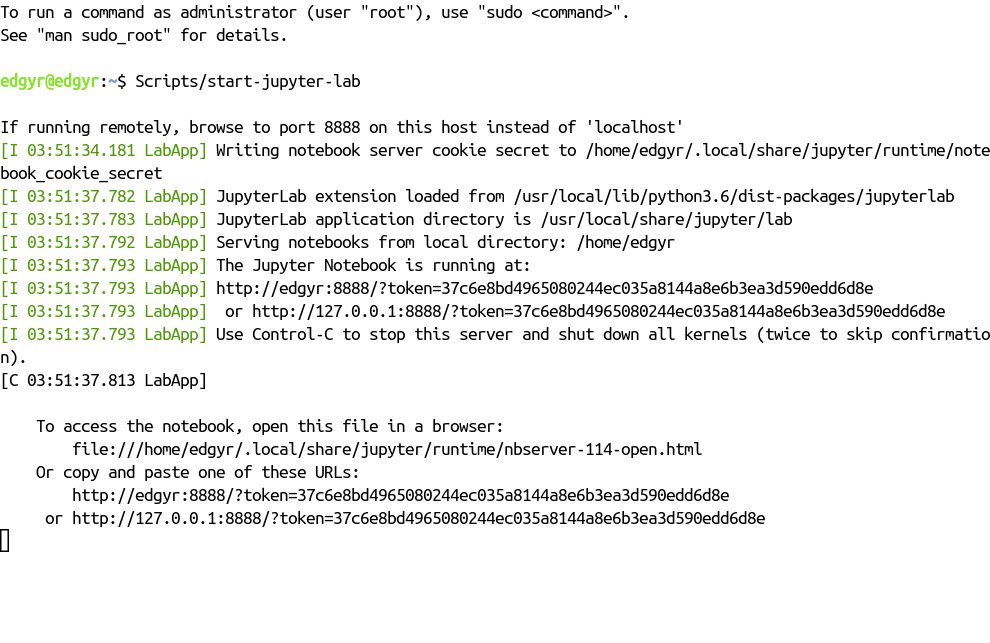 To run a command as administrator (user "root"), use "sudo <command>".
See "man sudo_root" for details.
edgyr@edgyr:~$ Scripts/start-jupyter-lab
If running remotely, browse to port 8888 on this host instead of 'localhost'
[I 03:51:34.181 LabApp] Writing notebook server cookie secret to /home/edgyr/.local/share/jupyter/runtime/note
book_cookie_secret
[I 03:51:37.782 LabApp] JupyterLab extension loaded from /usr/local/lib/python3.6/dist-packages/jupyterlab
[I 03:51:37.783 LabApp] JupyterLab application directory is /usr/local/share/jupyter/lab
[I 03:51:37.792 LabApp] Serving notebooks from local directory: /home/edgyr
[I 03:51:37.793 LabApp] The Jupyter Notebook is running at:
[I 03:51:37.793 LabApp] http://edgyr:8888/?token=37c6e8bd4965080244ec035a8144a8e6b3ea3d590edd6d8e
[I 03:51:37.793 LabApp]  or http://127.0.0.1:8888/?token=37c6e8bd4965080244ec035a8144a8e6b3ea3d590edd6d8e
[I 03:51:37.793 LabApp] Use Control-C to stop this server and shut down all kernels (twice to skip confirmatio
n).
[C 03:51:37.813 LabApp]
    To access the notebook, open this file in a browser:
        file:///home/edgyr/.local/share/jupyter/runtime/nbserver-114-open.html
    Or copy and paste one of these URLs:
        http://edgyr:8888/?token=37c6e8bd4965080244ec035a8144a8e6b3ea3d590edd6d8e
     or http://127.0.0.1:8888/?token=37c6e8bd4965080244ec035a8144a8e6b3ea3d590edd6d8e